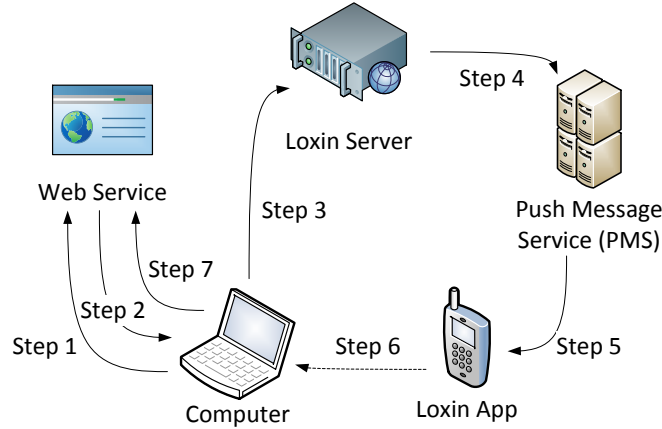 Step 4
Loxin Server
Web Service
Step 3
Push Message
Service (PMS)
Step 7
Step 2
Step 1
Step 6
Step 5
Computer
Loxin App